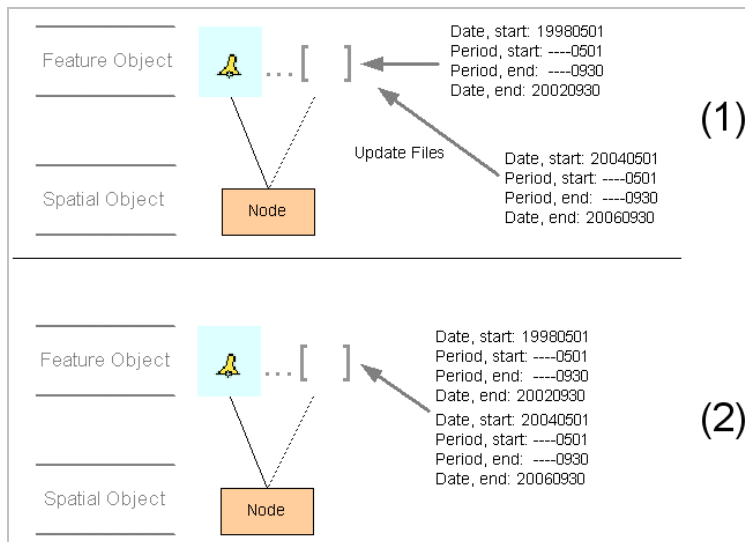 Feature Object
...[ ]
Date, start: 19980501
Period, start: ----0501
Period, end: ----0930
Date, end: 20020930
(1)
Update Files
Date, start: 20040501
Period, start: ----0501
Period, end: ----0930
Date, end: 20060930
Spatial Object
Node
Feature Object
...[ ]
Date, start: 19980501
Period, start: ----0501
Period, end: ----0930
Date, end: 20020930
Date, start: 20040501
Period, start: ----0501
Period, end: ----0930
Date, end: 20060930
(2)
Spatial Object
Node